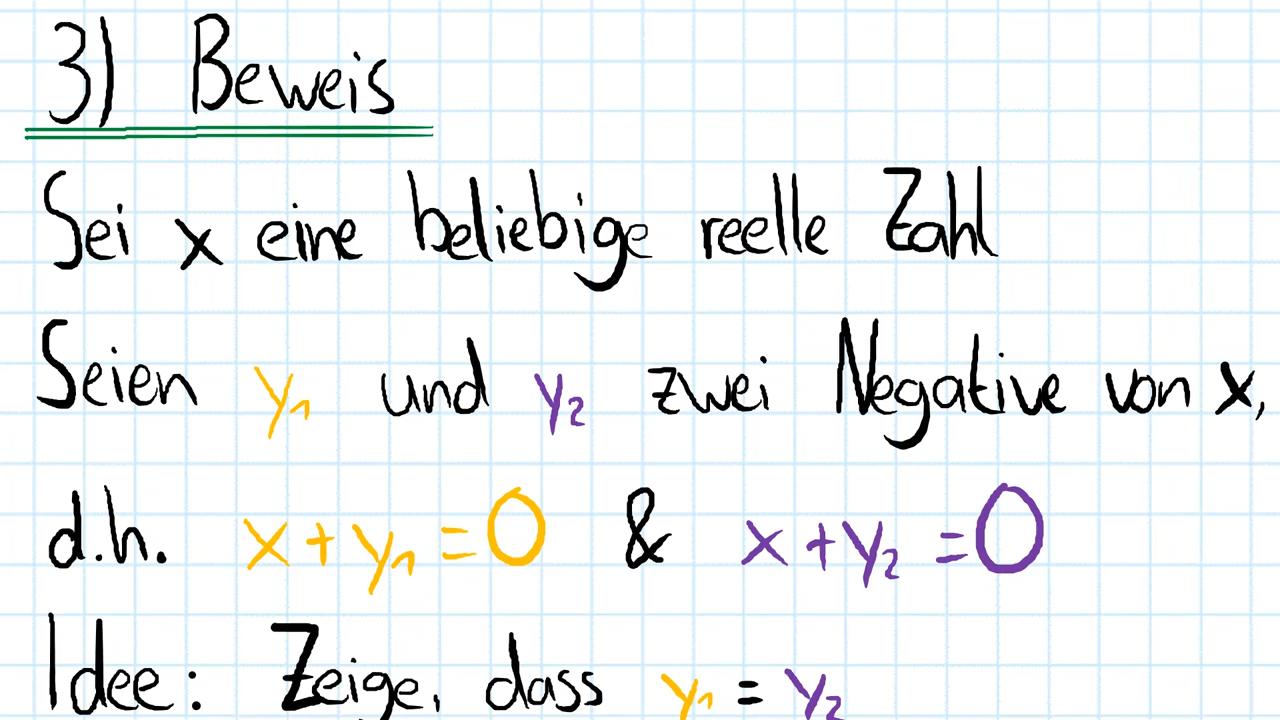 3) Beweis
Sei x eine beliebige reelle Zahl
Seien y₁ und y₂ zwei Negative von x,
d.h. x+y₁=0 & x+y₂=0
Idee: Zeige, dass y₁ = y₂